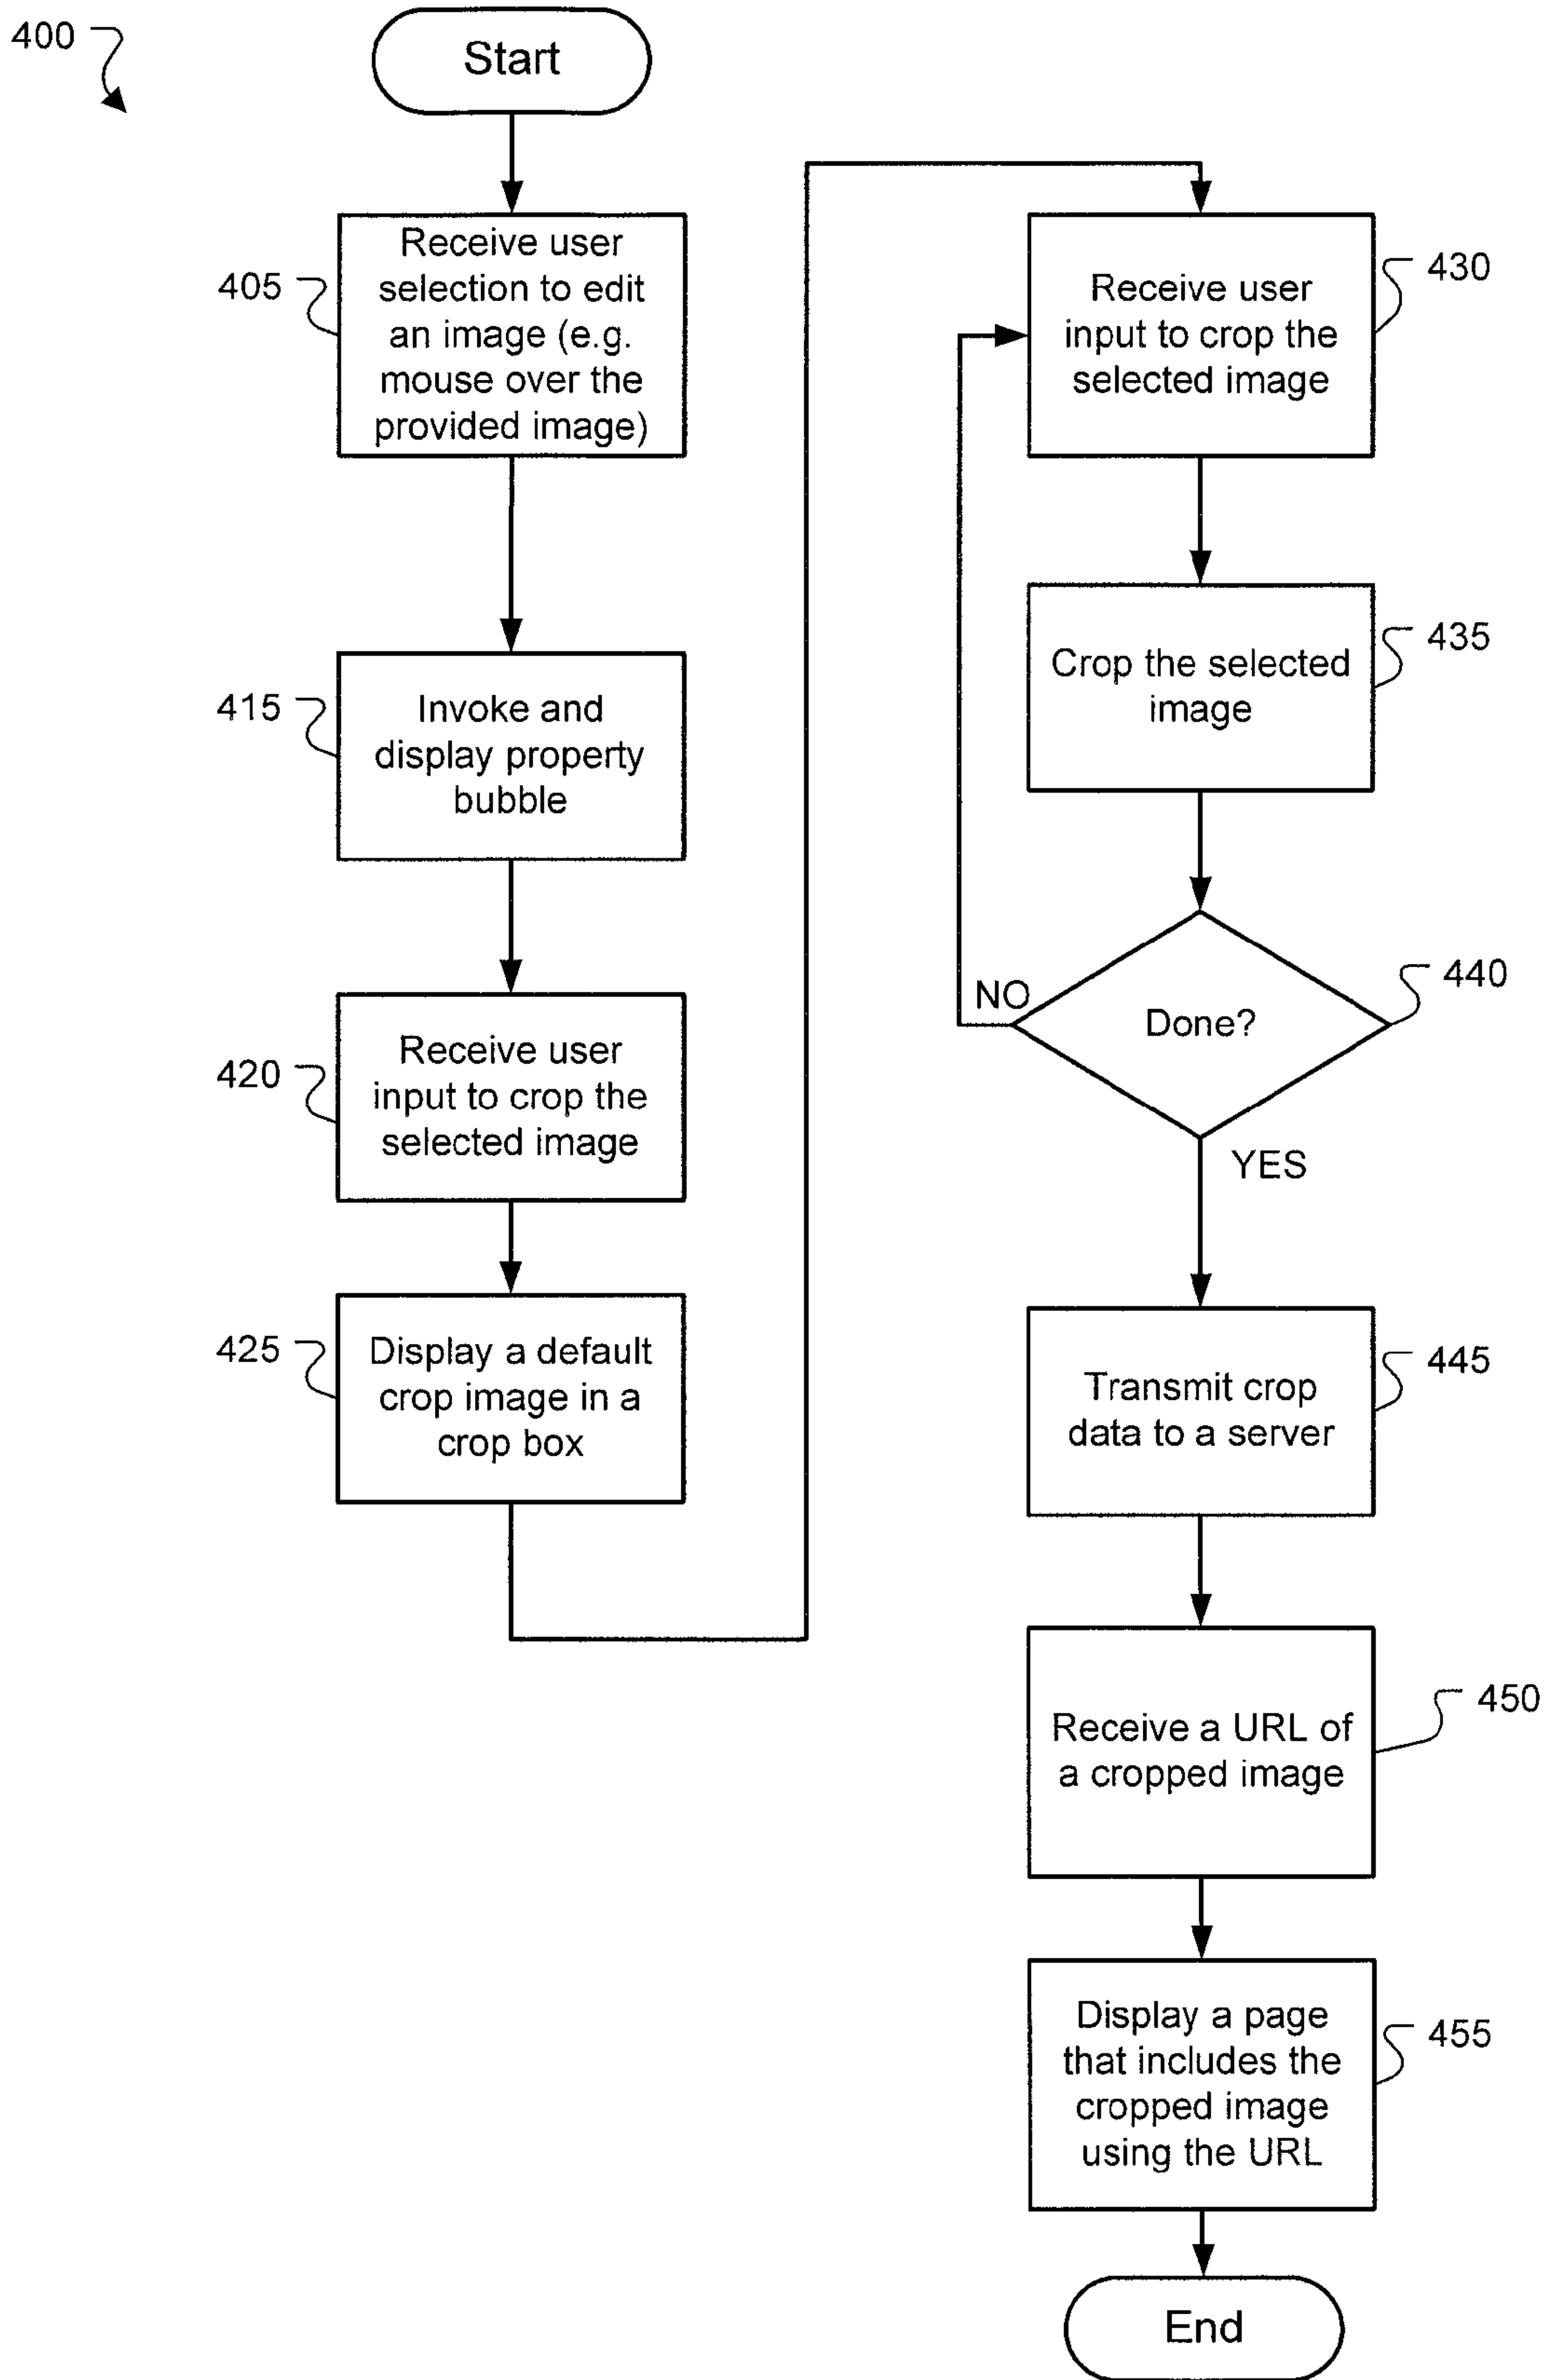 400
Start
405
Receive user
selection to edit
an image (e.g.
mouse over the
provided image)
415
Invoke and
display property
bubble
420
Receive user
input to crop the
selected image
425
Display a default
crop image in a
crop box
430
Receive user
input to crop the
selected image
435
Crop the selected
image
440
Done?
NO
YES
445
Transmit crop
data to a server
450
Receive a URL of
a cropped image
455
Display a page
that includes the
cropped image
using the URL
End